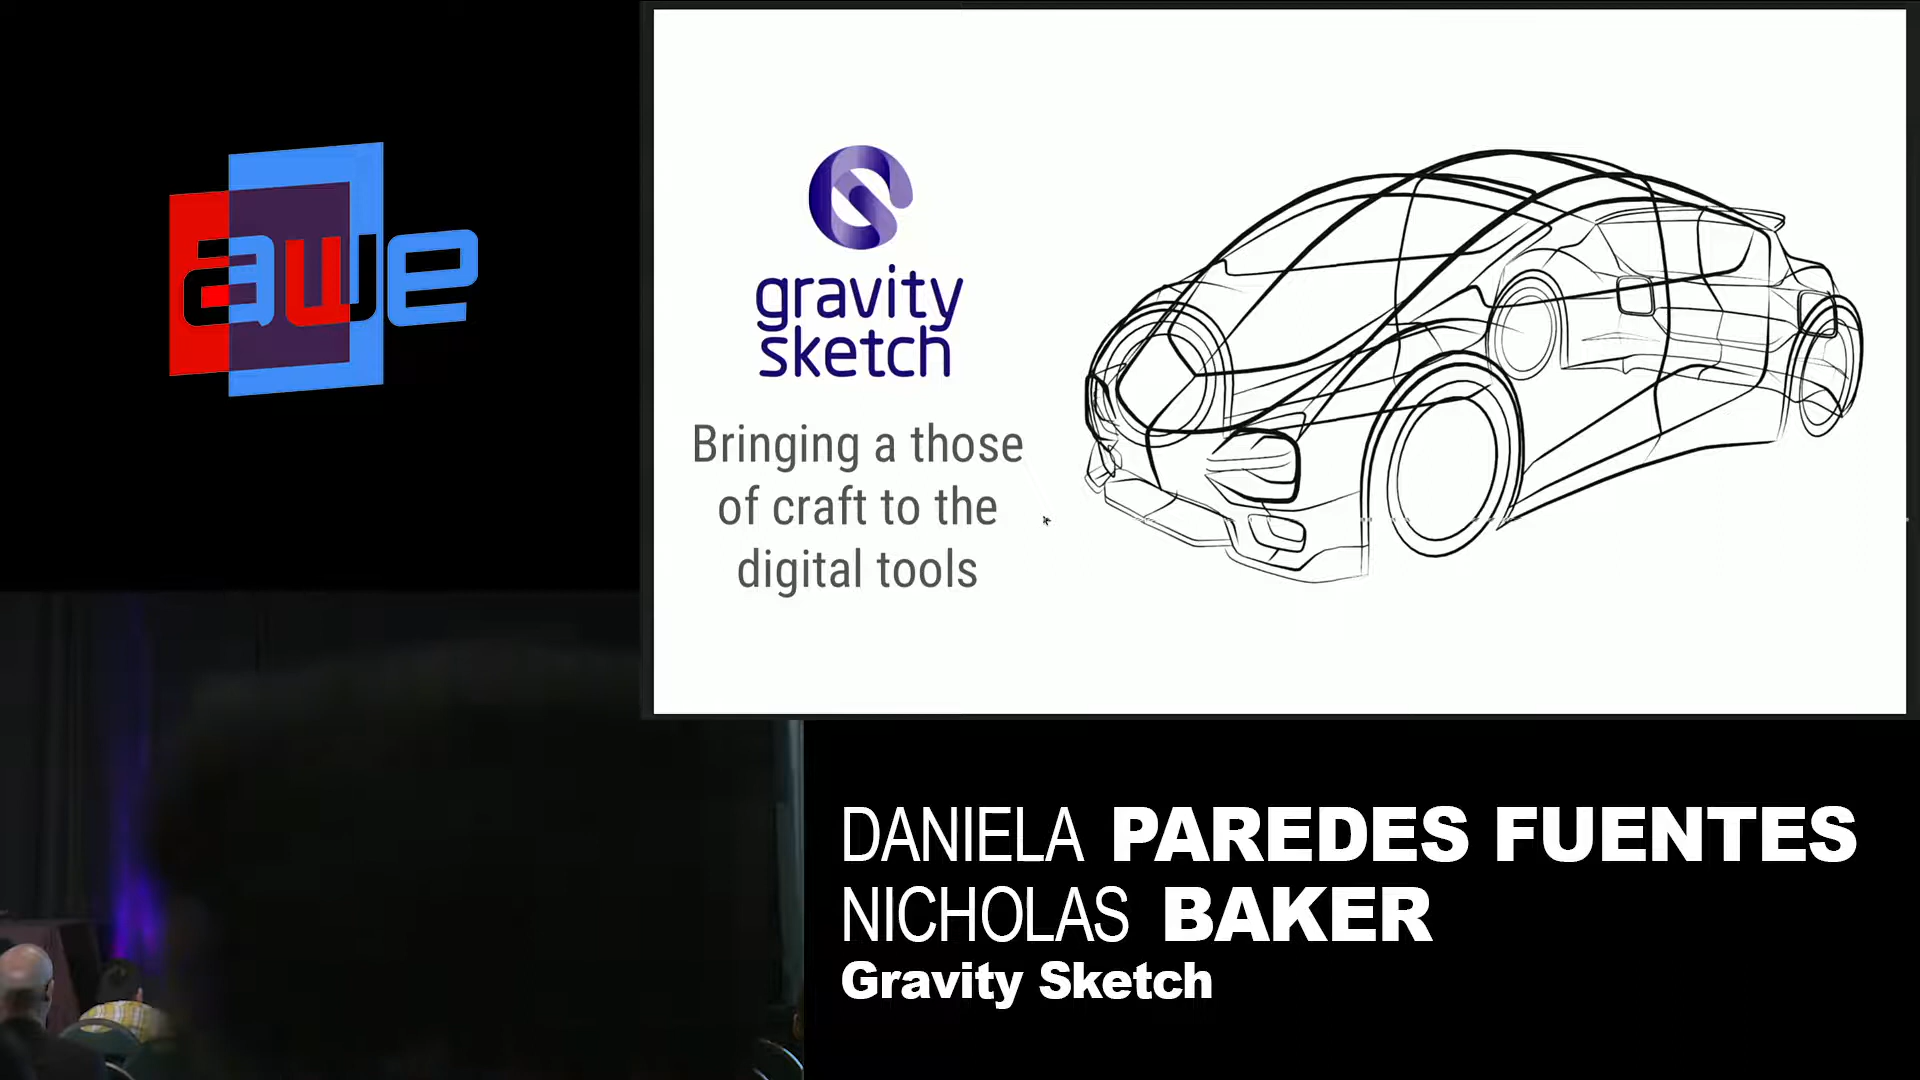 awe
gravity
sketch
Bringing a those
of craft to the
digital tools
DANIELA PAREDES FUENTES
NICHOLAS BAKER
Gravity Sketch